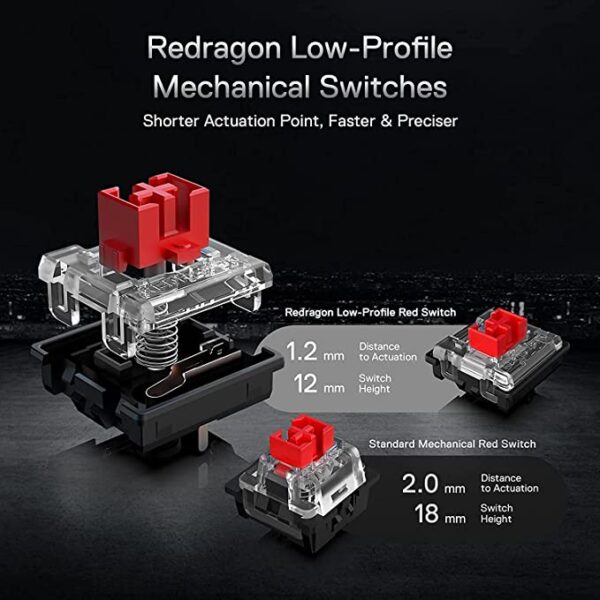 Redragon Low-Profile
Mechanical Switches
Shorter Actuation Point, Faster & Preciser
Redragon Low-Profile Red Switch
1.2 mm Distance to Actuation
12 mm Switch Height
Standard Mechanical Red Switch
2.0 mm Distance to Actuation
18 mm Switch Height